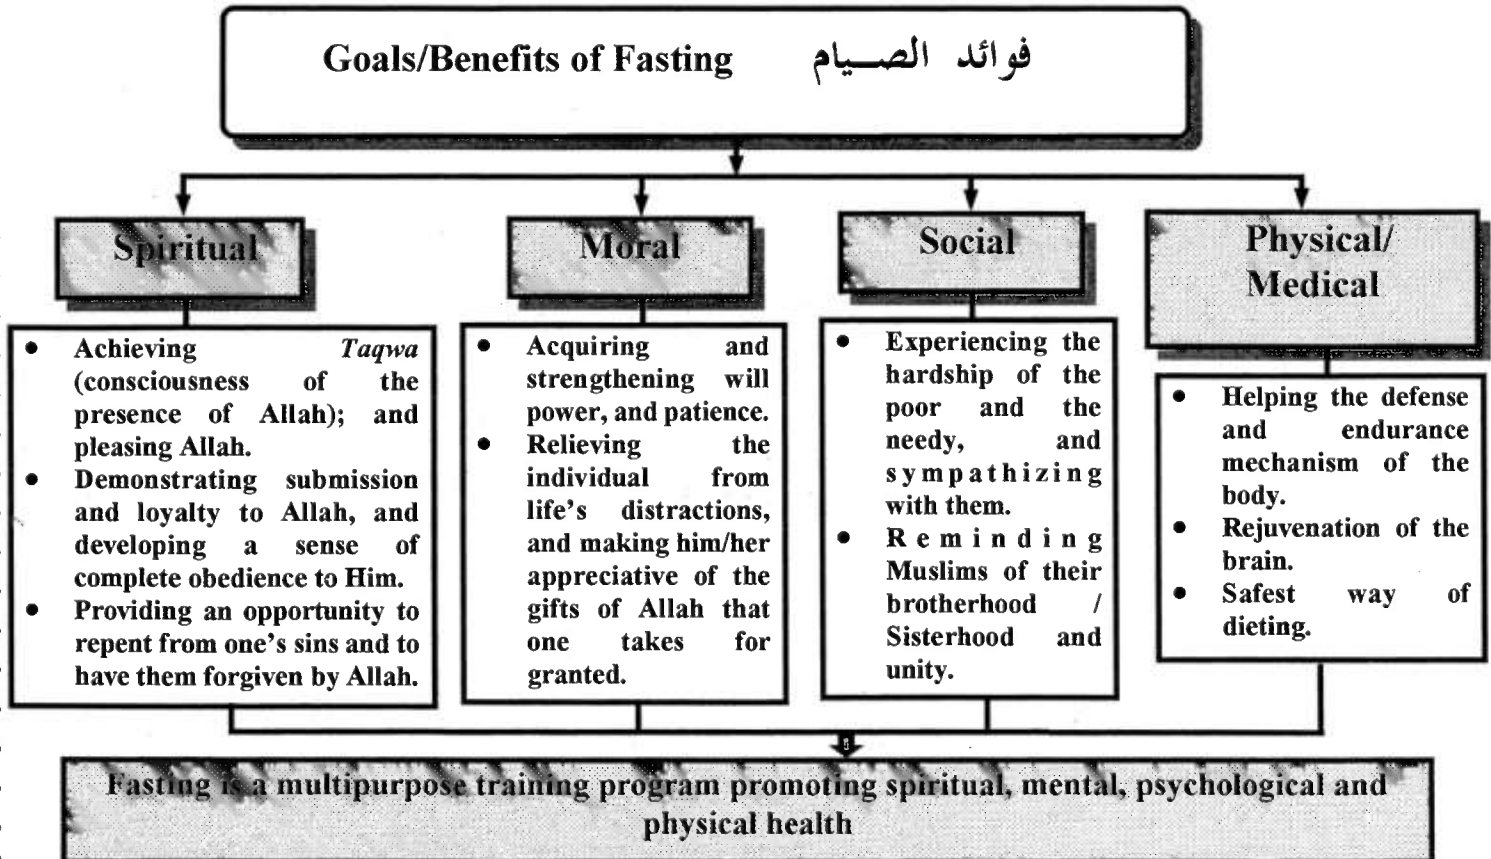 Goals/Benefits of Fasting فوائد الصيام
Spiritual
• Achieving Taqwa
(consciousness of the
presence of Allah); and
pleasing Allah.
• Demonstrating submission
and loyalty to Allah, and
developing a sense of
complete obedience to Him.
• Providing an opportunity to
repent from one's sins and to
have them forgiven by Allah.
Moral
• Acquiring and
strengthening will
power, and patience.
• Relieving the
individual from
life's distractions,
and making him/her
appreciative of the
gifts of Allah that
one takes for
granted.
Social
• Experiencing the
hardship of the
poor and the
needy, and
sympathizing
with them.
• Reminding
Muslims of their
brotherhood /
Sisterhood and
unity.
Physical/
Medical
• Helping the defense
and endurance
mechanism of the
body.
• Rejuvenation of the
brain.
• Safest way of
dieting.
Fasting is a multipurpose training program promoting spiritual, mental, psychological and
physical health